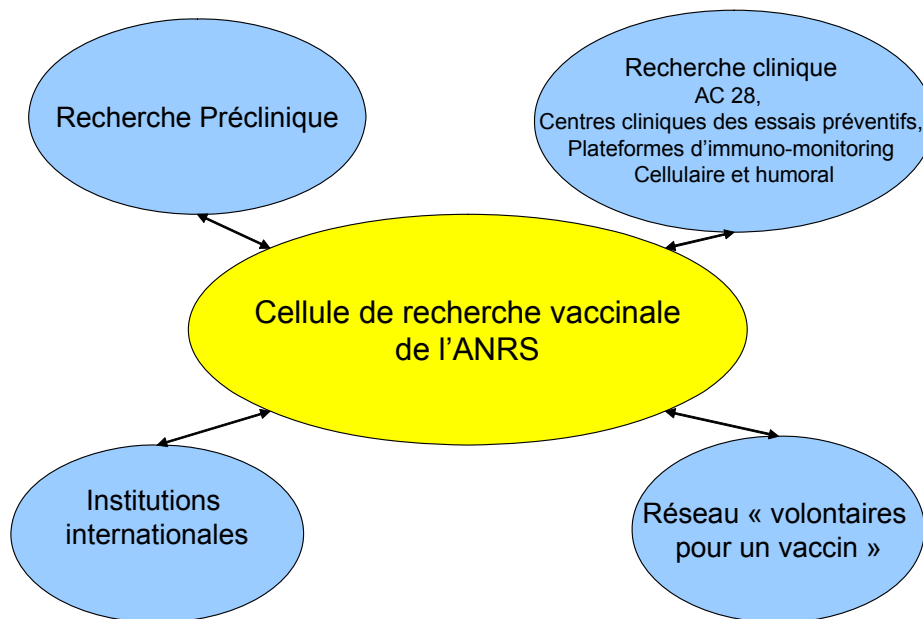 Recherche Préclinique
Recherche clinique
AC 28,
Centres cliniques des essais préventifs,
Plateformes d'immuno-monitoring
Cellulaire et humoral
Cellule de recherche vaccinale
de l'ANRS
Institutions
internationales
Réseau « volontaires
pour un vaccin »